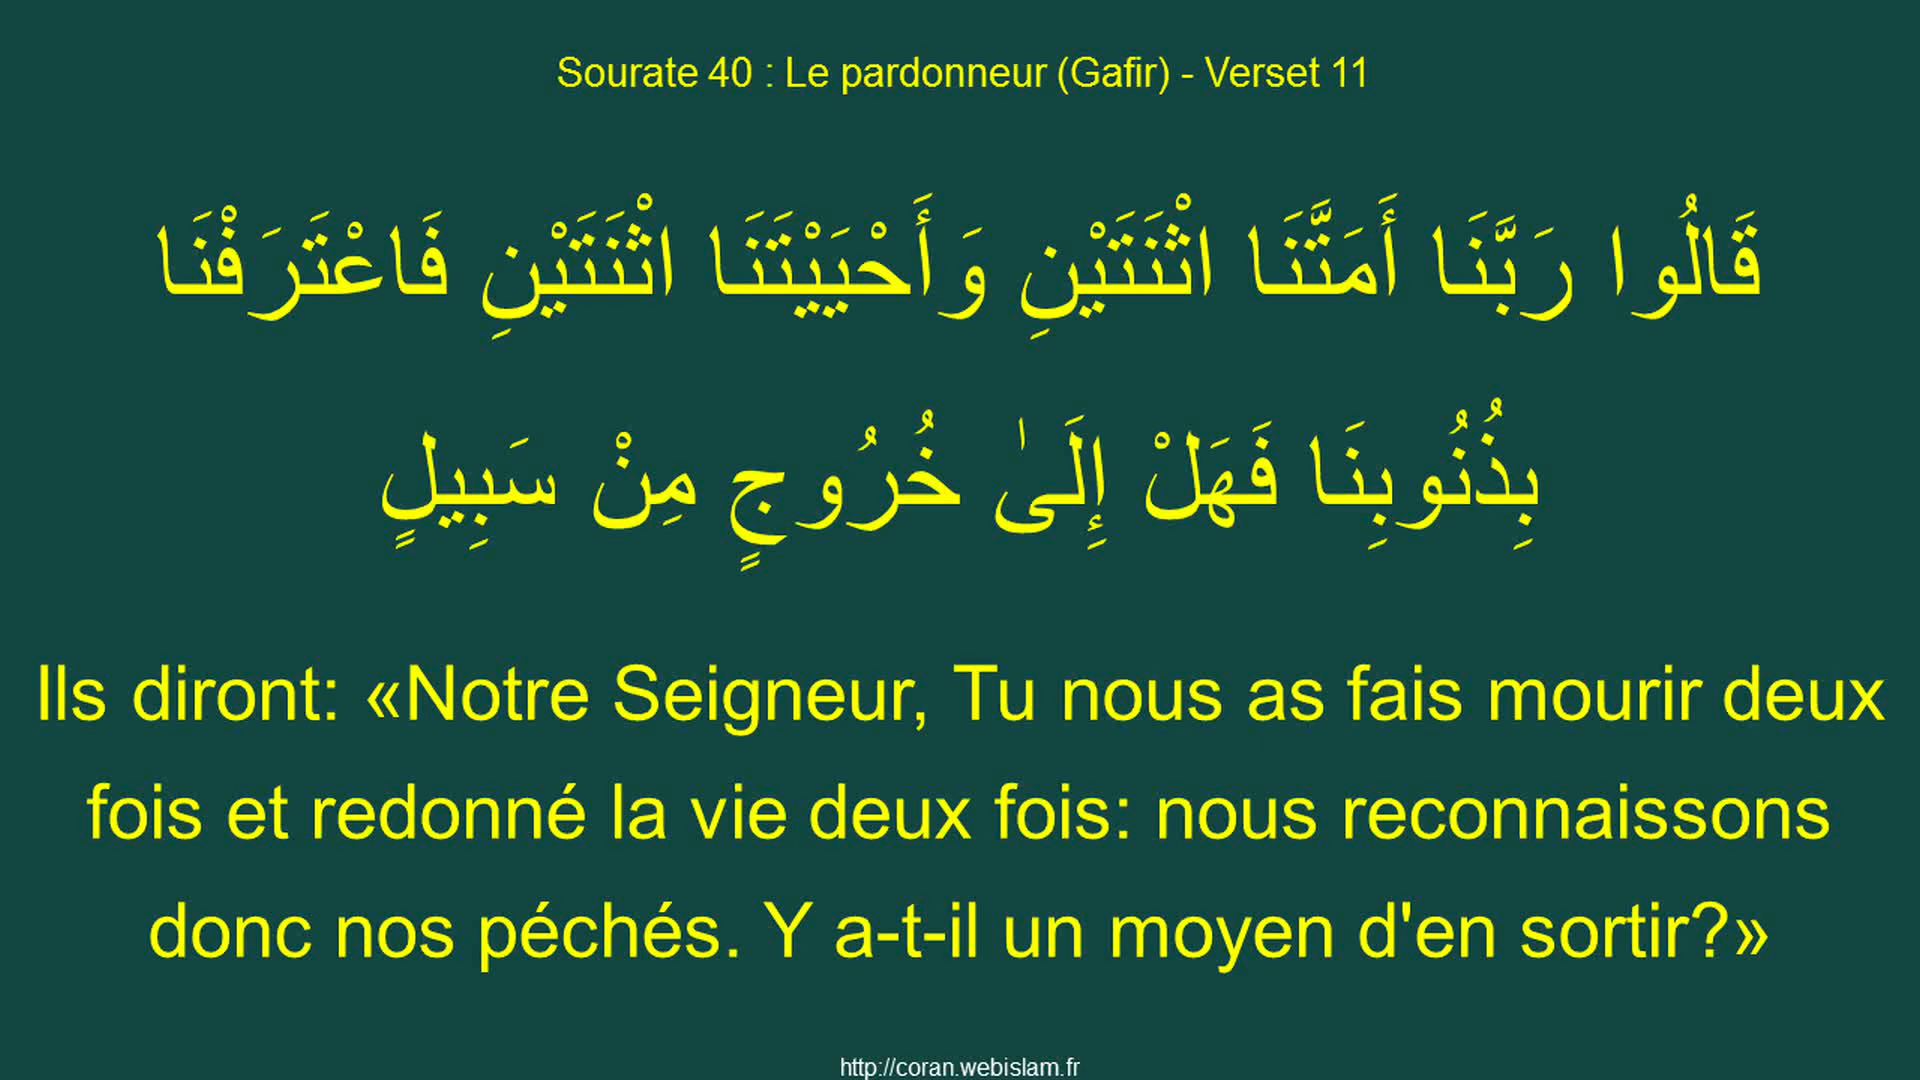 Sourate 40 : Le pardonneur (Gafir) - Verset 11
قَالُوا رَبَّنَا أَمَتَّنَا اثْنَتَيْنِ وَأَحْيَيْتَنَا اثْنَتَيْنِ فَاعْتَرَفْنَا
بِذُنُوبِنَا فَهَلْ إِلَىٰ خُرُوجٍ مِنْ سَبِيلٍ
Ils diront: «Notre Seigneur, Tu nous as fais mourir deux
fois et redonné la vie deux fois: nous reconnaissons
donc nos péchés. Y a-t-il un moyen d'en sortir?»
http://coran.webislam.fr